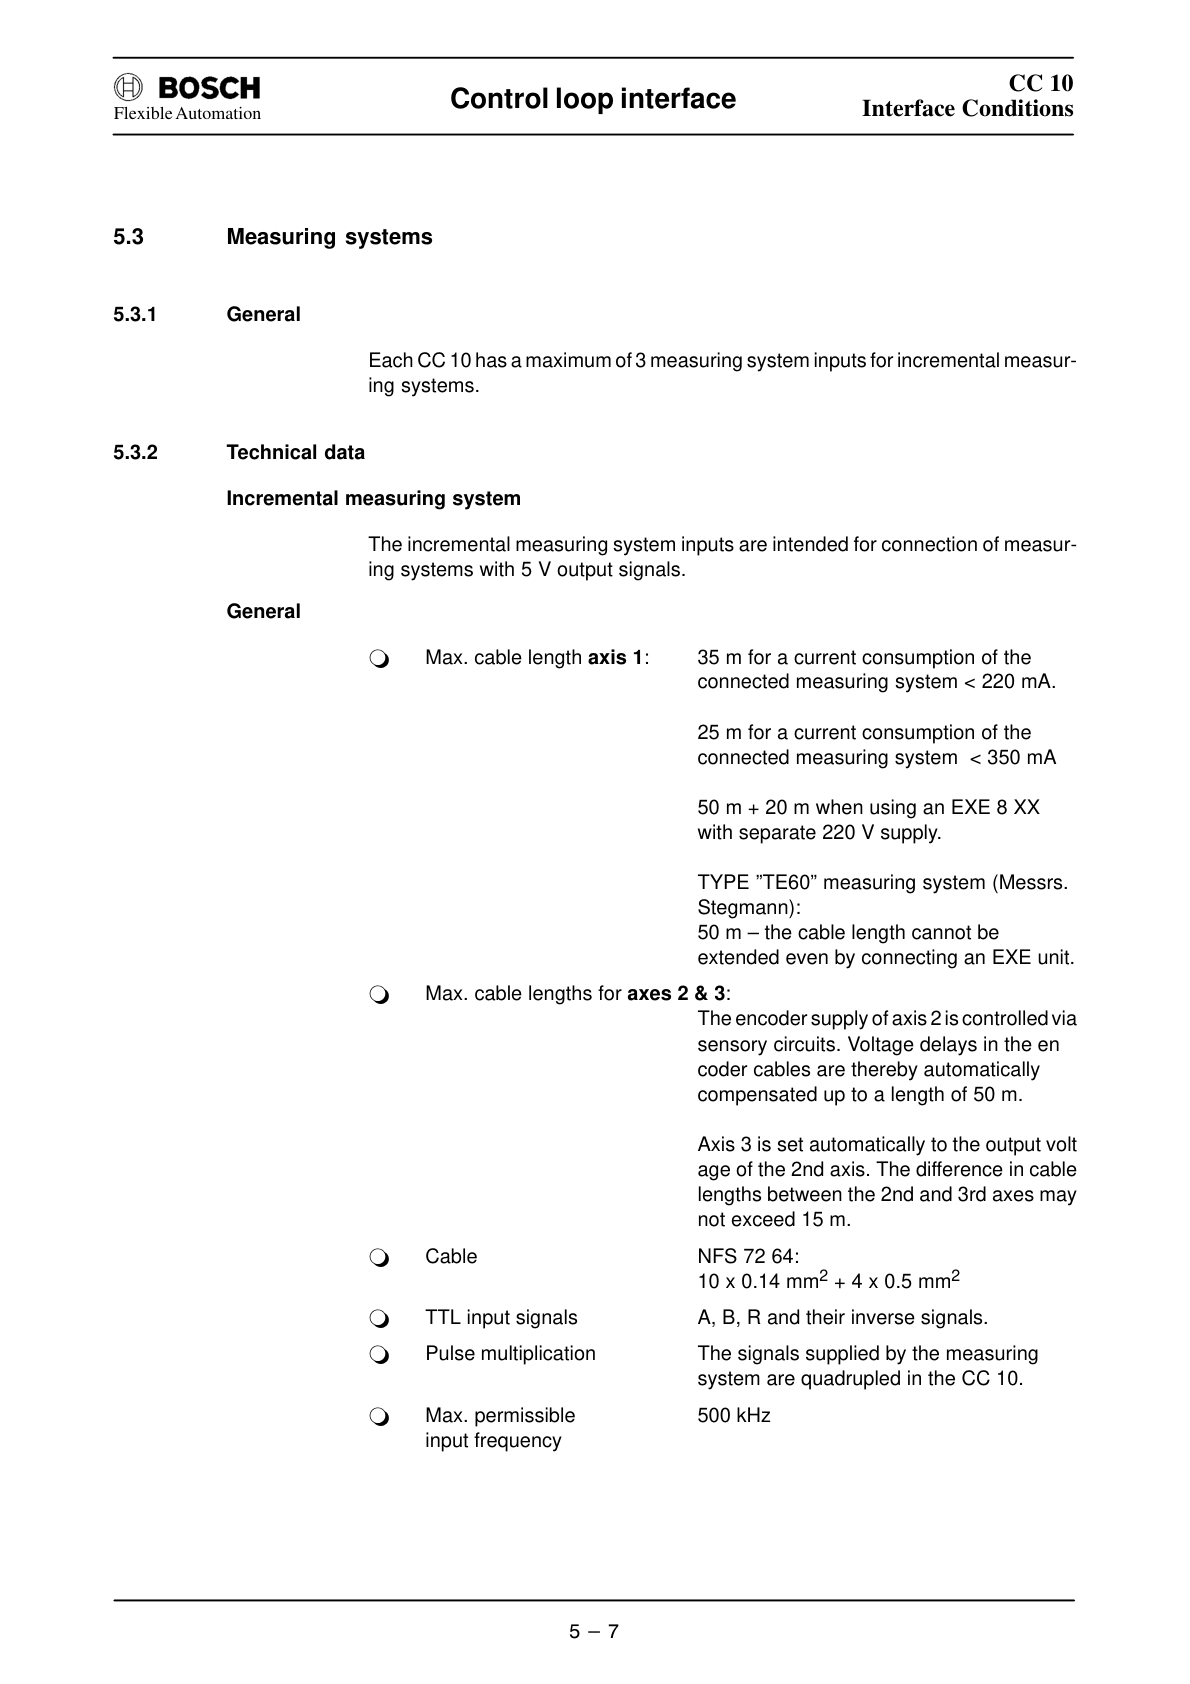 BOSCH
Flexible Automation
Control loop interface
CC 10
Interface Conditions
5.3 Measuring systems
5.3.1 General
Each CC 10 has a maximum of 3 measuring system inputs for incremental measur-
ing systems.
5.3.2 Technical data
Incremental measuring system
The incremental measuring system inputs are intended for connection of measur-
ing systems with 5 V output signals.
General
Max. cable length axis 1: 35 m for a current consumption of the
connected measuring system < 220 mA.
25 m for a current consumption of the
connected measuring system < 350 mA
50 m + 20 m when using an EXE 8 XX
with separate 220 V supply.
TYPE ”TE60” measuring system (Messrs.
Stegmann):
50 m – the cable length cannot be
extended even by connecting an EXE unit.
Max. cable lengths for axes 2 & 3:
The encoder supply of axis 2 is controlled via
sensory circuits. Voltage delays in the en
coder cables are thereby automatically
compensated up to a length of 50 m.
Axis 3 is set automatically to the output volt
age of the 2nd axis. The difference in cable
lengths between the 2nd and 3rd axes may
not exceed 15 m.
Cable NFS 72 64:
10 x 0.14 mm² + 4 x 0.5 mm²
TTL input signals A, B, R and their inverse signals.
Pulse multiplication The signals supplied by the measuring
system are quadrupled in the CC 10.
Max. permissible 500 kHz
input frequency
5 – 7